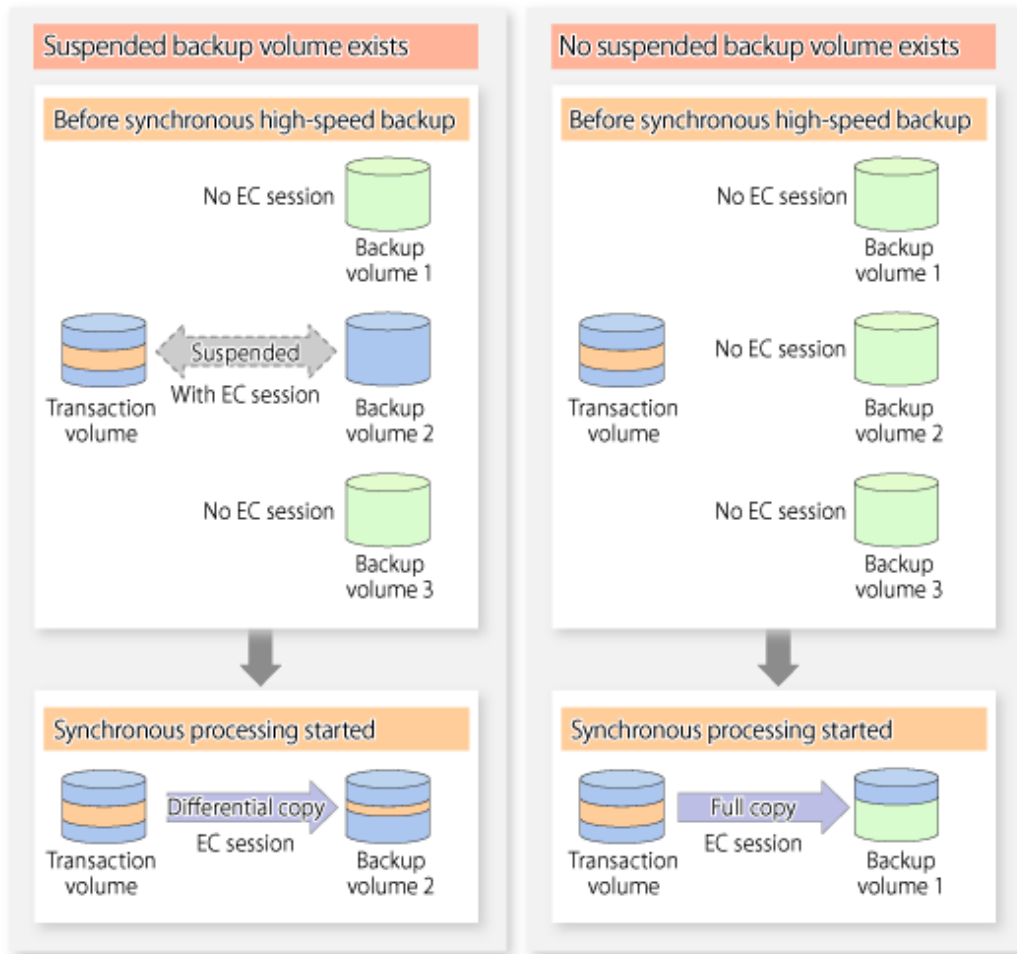 Suspended backup volume exists
Before synchronous high-speed backup
No EC session
Backup
volume 1
Suspended
With EC session
Transaction
volume
Backup
volume 2
No EC session
Backup
volume 3
Synchronous processing started
Differential copy
EC session
Transaction
volume
Backup
volume 2
No suspended backup volume exists
Before synchronous high-speed backup
No EC session
Backup
volume 1
No EC session
Transaction
volume
Backup
volume 2
No EC session
Backup
volume 3
Synchronous processing started
Full copy
EC session
Transaction
volume
Backup
volume 1